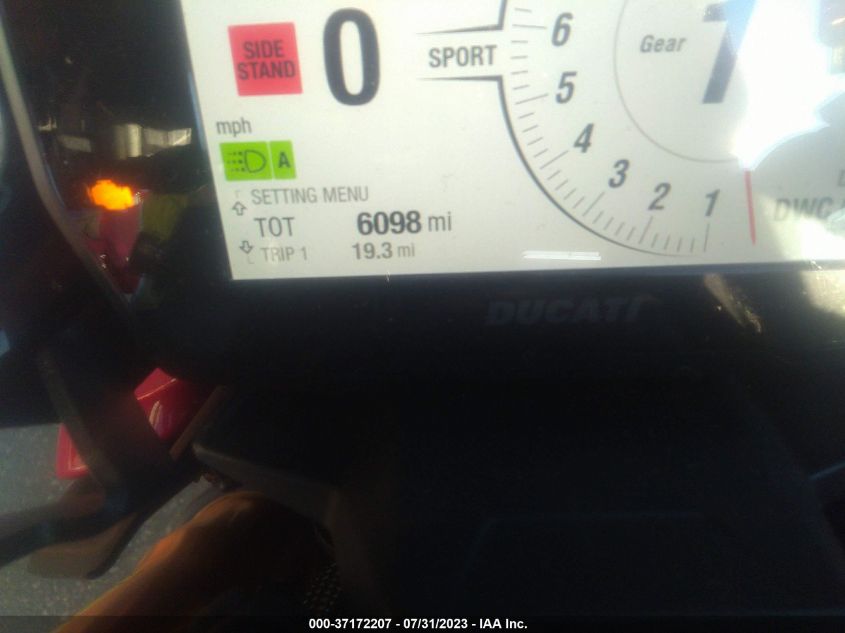 SIDE
STAND
0
SPORT
6
Gear
5
mph
A
4
3
2
1
SETTING MENU
TOT 6098 mi
TRIP 1 19.3 mi
DWC
DUCATI
000-37172207 - 07/31/2023 - IAA Inc.